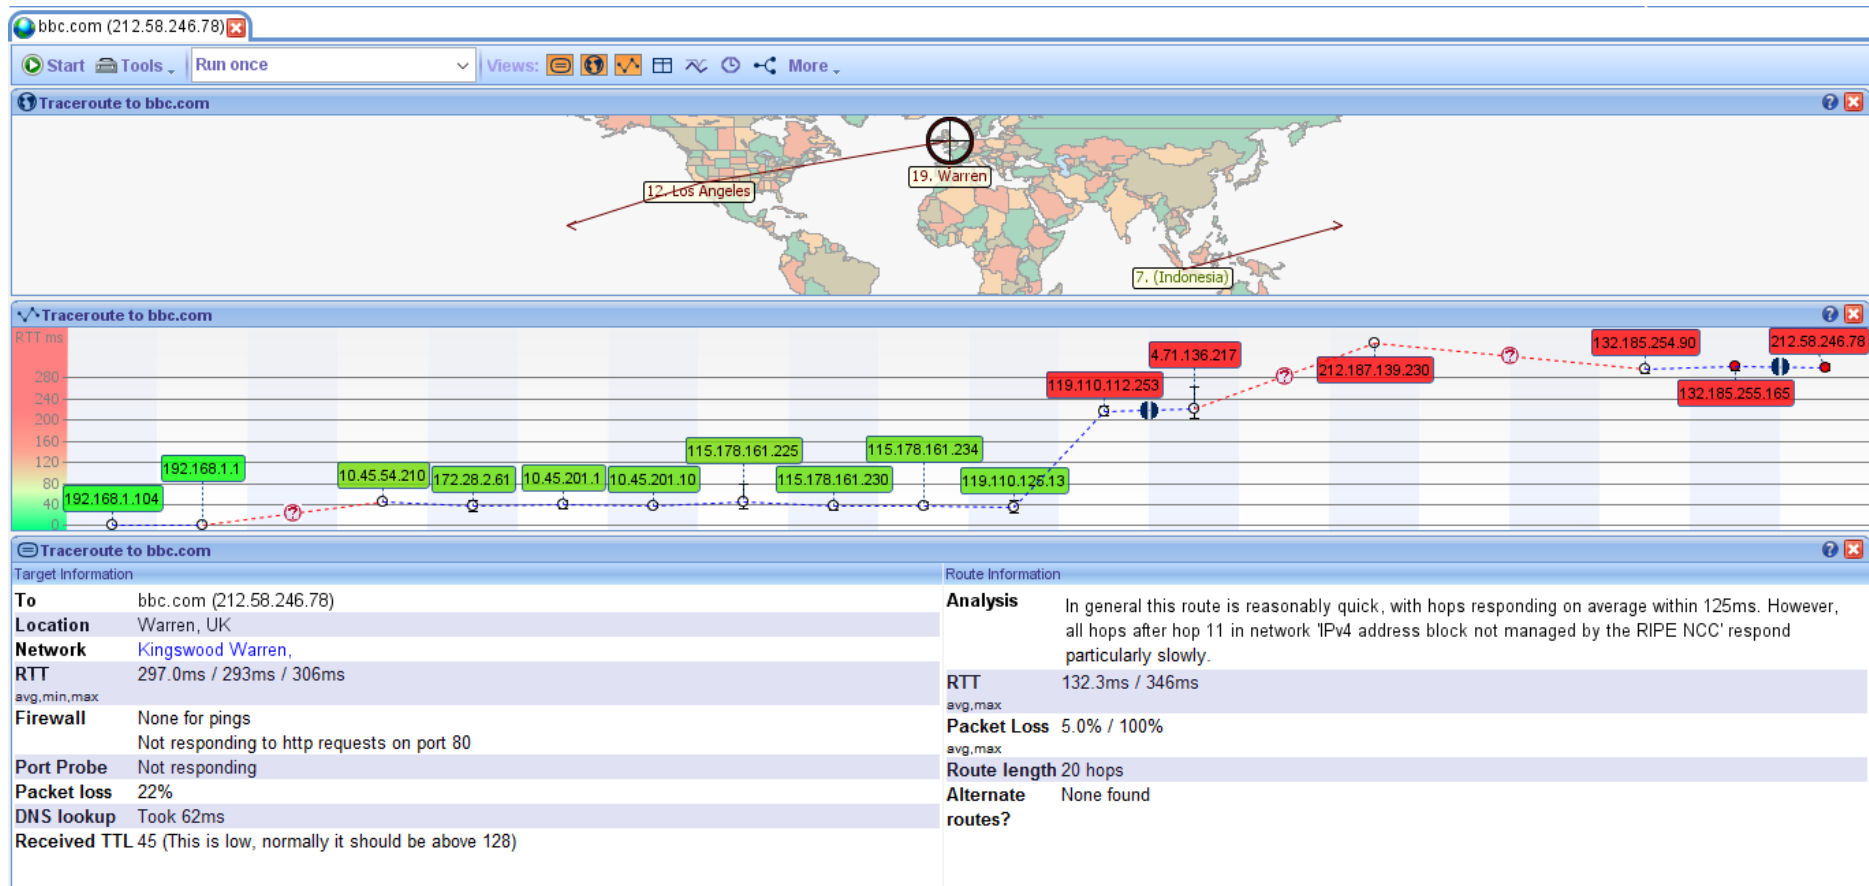 bbc.com (212.58.246.78)
Start Tools Run once Views: More
Traceroute to bbc.com
12. Los Angeles
19. Warren
7. (Indonesia)
Traceroute to bbc.com
RTT ms
280
240
200
160
120
80
40
0
192.168.1.104
192.168.1.1
10.45.54.210
172.28.2.61
10.45.201.1
10.45.201.10
115.178.161.225
115.178.161.230
115.178.161.234
119.110.125.13
119.110.112.253
4.71.136.217
212.187.139.230
132.185.254.90
132.185.255.165
212.58.246.78
Traceroute to bbc.com
Target Information
To bbc.com (212.58.246.78)
Location Warren, UK
Network Kingswood Warren,
RTT 297.0ms / 293ms / 306ms
avg,min,max
Firewall None for pings
Not responding to http requests on port 80
Port Probe Not responding
Packet loss 22%
DNS lookup Took 62ms
Received TTL 45 (This is low, normally it should be above 128)
Route Information
Analysis In general this route is reasonably quick, with hops responding on average within 125ms. However,
all hops after hop 11 in network 'IPv4 address block not managed by the RIPE NCC' respond
particularly slowly.
RTT 132.3ms / 346ms
avg,max
Packet Loss 5.0% / 100%
avg,max
Route length 20 hops
Alternate None found
routes?